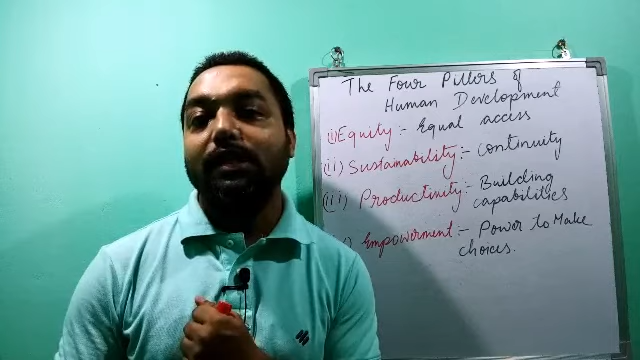 The Four Pillars of
Human Development
(i) Equity :- Equal access
(ii) Sustainability :- Continuity
(iii) Productivity :- Building
capabilities
) Empowerment :- Power to Make
choices.